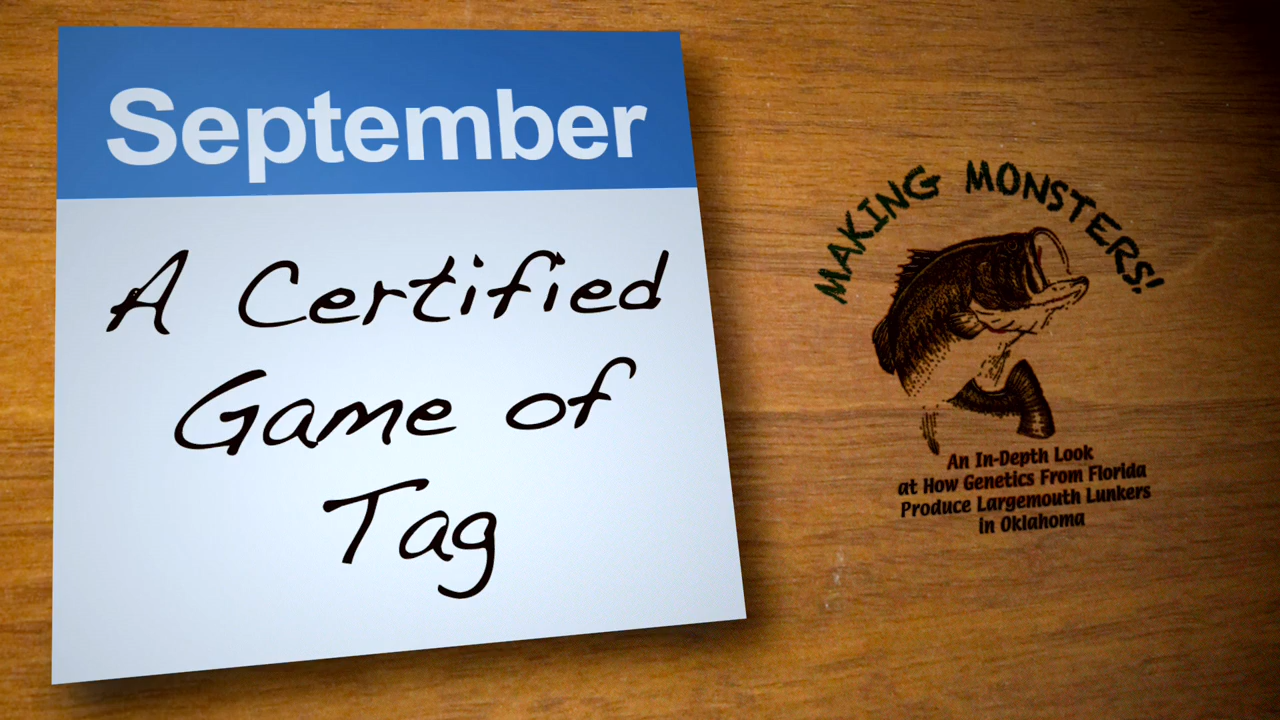 September
A Certified
Game of
Tag
MAKING MONSTERS!
An In-Depth Look
at How Genetics From Florida
Produce Largemouth Lunkers
in Oklahoma